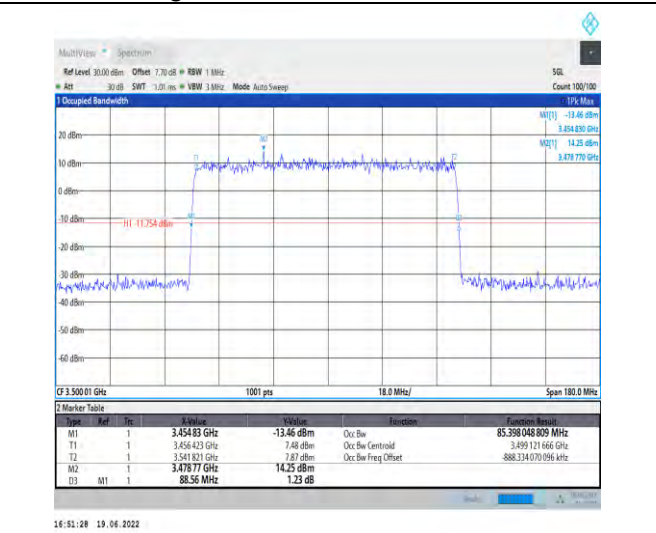 MultiView Spectrum
Ref Level 30.00 dBm Offset 7.70 dB RBW 1 MHz SGL
Att 30 dB SWT 1.01 ms VBW 3 MHz Mode Auto Sweep Count 100/100
1 Occupied Bandwidth 1Pk Max
M1[1] -13.46 dBm
3.454 830 GHz
20 dBm M2 M2[1] 14.25 dBm
3.478 770 GHz
10 dBm T1 T2
0 dBm
-10 dBm H1 -11.754 dBm M1
-20 dBm
-30 dBm
-40 dBm
-50 dBm
-60 dBm
CF 3.500 01 GHz 1001 pts 18.0 MHz/ Span 180.0 MHz
2 Marker Table
Type Ref Trc X-Value Y-Value Function Function Result
M1 1 3.454 83 GHz -13.46 dBm Occ Bw 85.398 048 809 MHz
T1 1 3.456 423 GHz 7.48 dBm Occ Bw Centroid 3.499 121 666 GHz
T2 1 3.541 821 GHz 7.87 dBm Occ Bw Freq Offset -888.334 070 096 kHz
M2 1 3.478 77 GHz 14.25 dBm
D3 M1 1 88.56 MHz 1.23 dB
16:51:28 19.06.2022